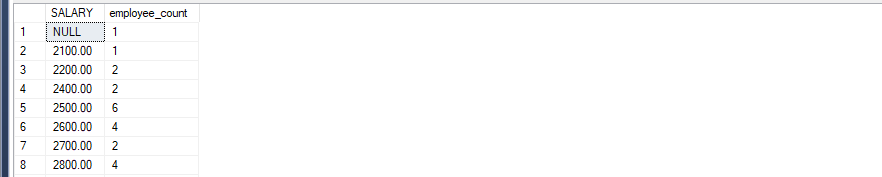 SALARY employee_count
1 NULL 1
2 2100.00 1
3 2200.00 2
4 2400.00 2
5 2500.00 6
6 2600.00 4
7 2700.00 2
8 2800.00 4